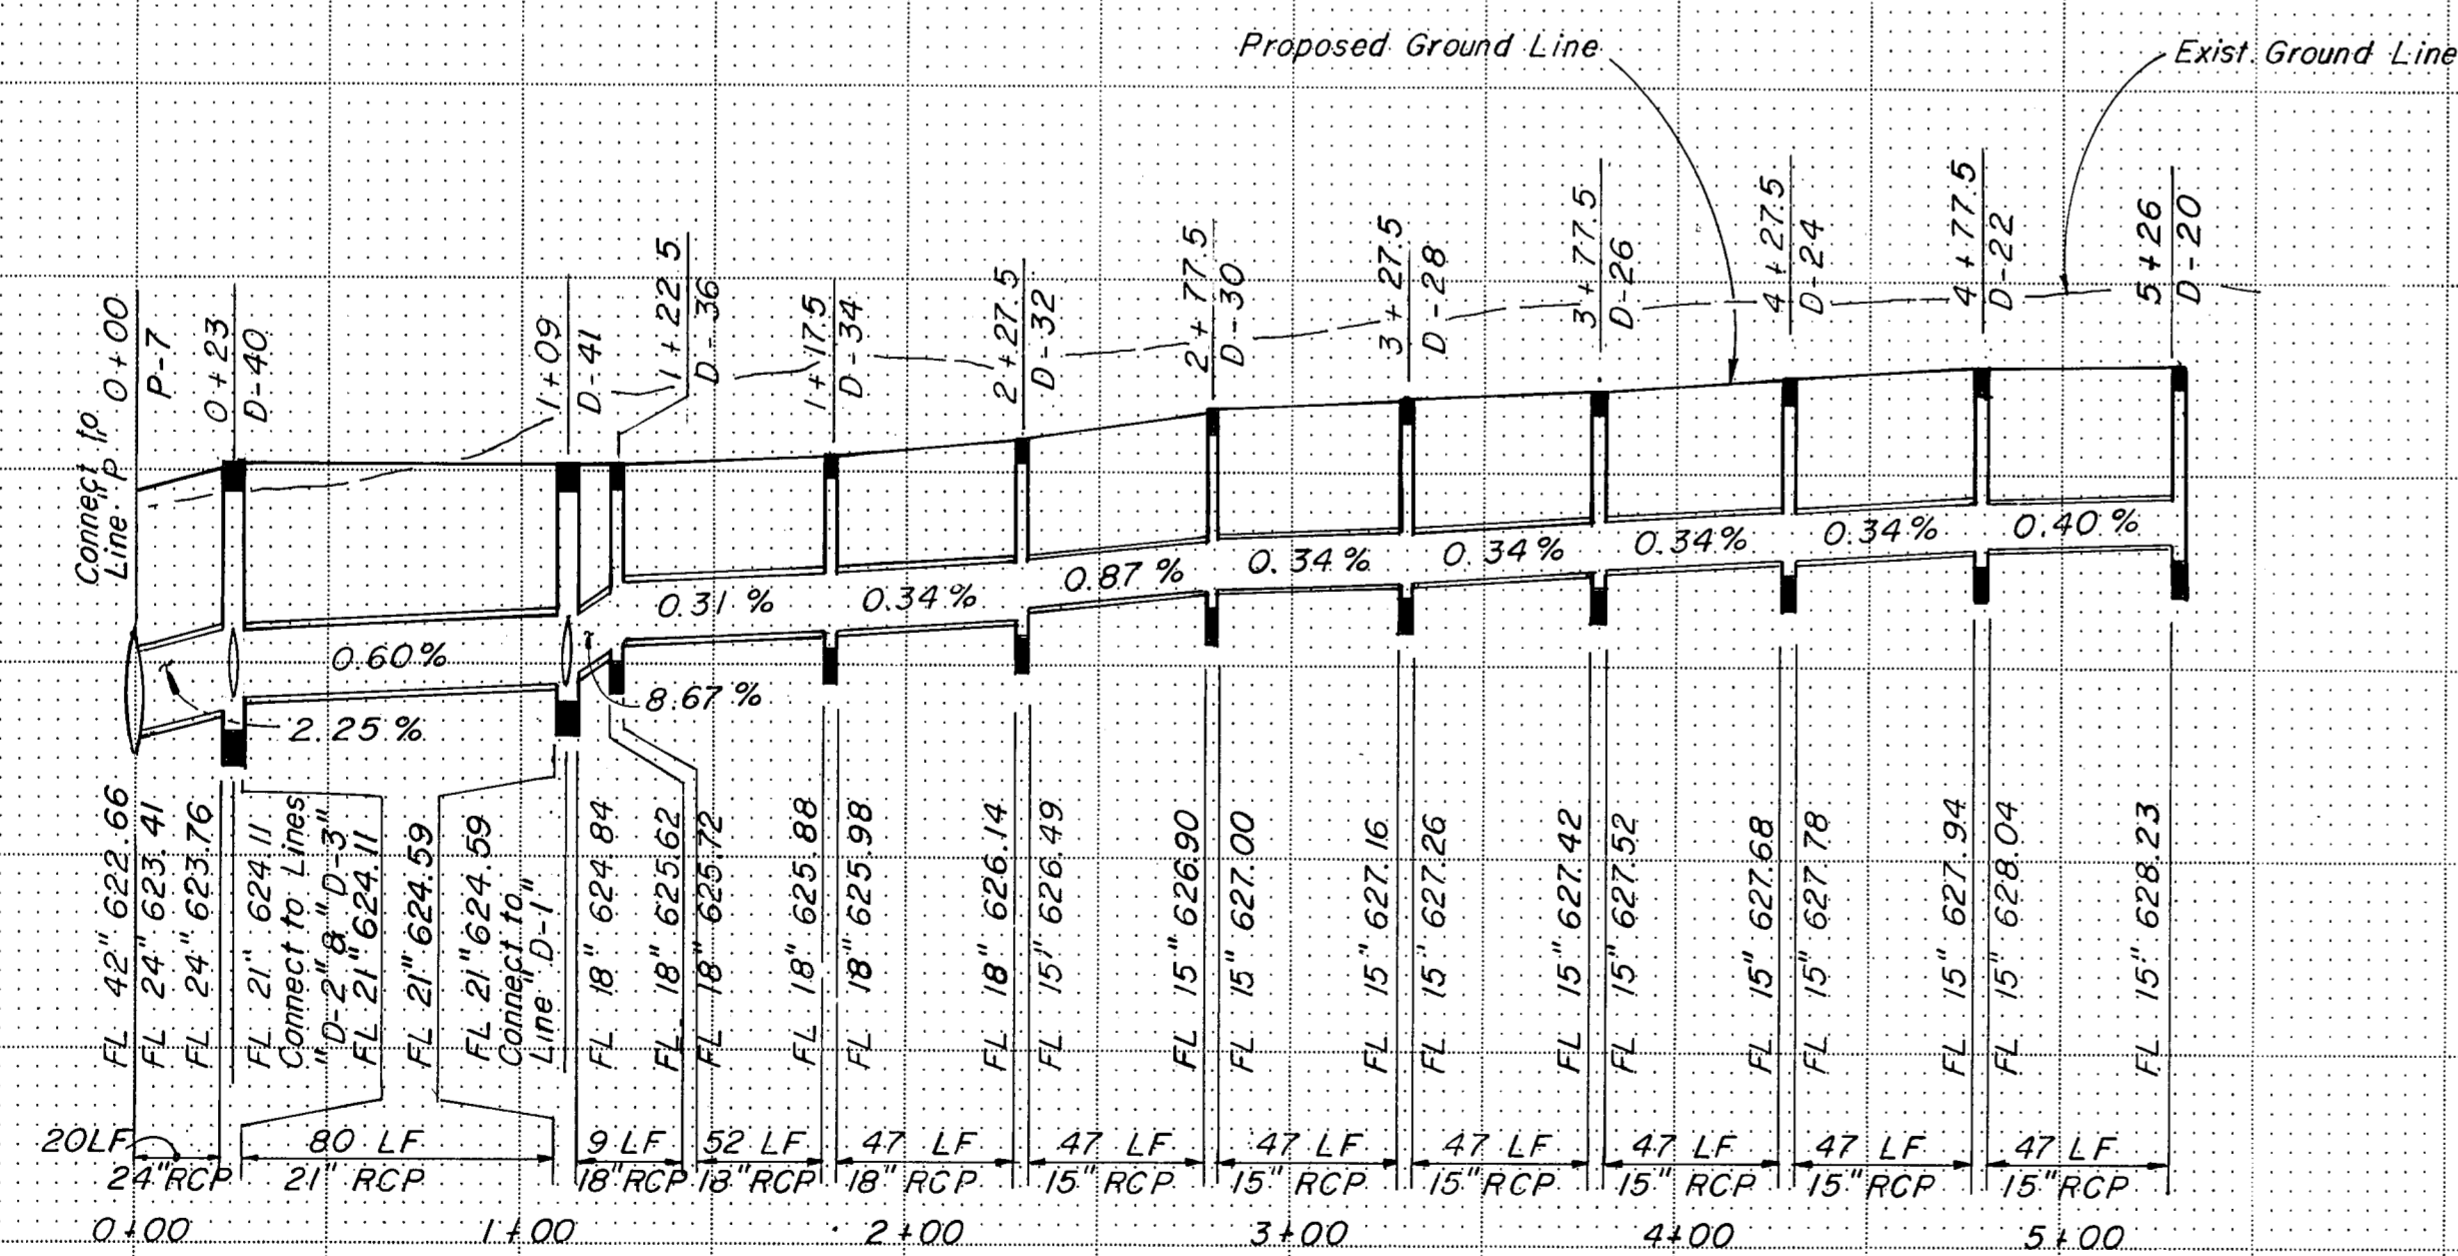 Proposed Ground Line
Exist. Ground Line
Connect to
Line "P"
0+00
P-7
0+23
D-40
1+09
D-41
1+22.5
D-36
1+17.5
D-34
2+27.5
D-32
2+77.5
D-30
3+27.5
D-28
3+77.5
D-26
4+27.5
D-24
4+77.5
D-22
5+26
D-20
2.25%
0.60%
8.67%
0.31%
0.34%
0.87%
0.34%
0.34%
0.34%
0.34%
0.40%
FL 42" 622.66
FL 24" 623.41
FL 24" 623.76
FL 21" 624.11
Connect to Lines
"D-2" & "D-3"
FL 21" 624.11
FL 21" 624.59
FL 21" 624.59
Connect to
Line "D-1"
FL 18" 624.84
FL 18" 625.62
FL 18" 625.72
FL 18" 625.88
FL 18" 625.98
FL 18" 626.14
FL 15" 626.49
FL 15" 626.90
FL 15" 627.00
FL 15" 627.16
FL 15" 627.26
FL 15" 627.42
FL 15" 627.52
FL 15" 627.68
FL 15" 627.78
FL 15" 627.94
FL 15" 628.04
FL 15" 628.23
20 LF
24" RCP
80 LF
21" RCP
9 LF
18" RCP
52 LF
18" RCP
47 LF
18" RCP
47 LF
15" RCP
47 LF
15" RCP
47 LF
15" RCP
47 LF
15" RCP
47 LF
15" RCP
47 LF
15" RCP
0+00
1+00
2+00
3+00
4+00
5+00